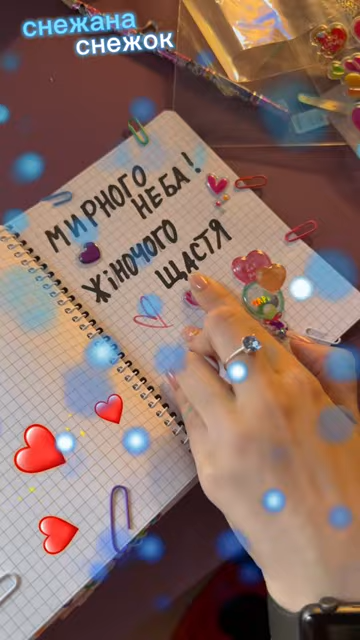 снежана
снежок
МИРНОГО
НЕБА!
ЖІНОЧОГО
ЩАСТЯ